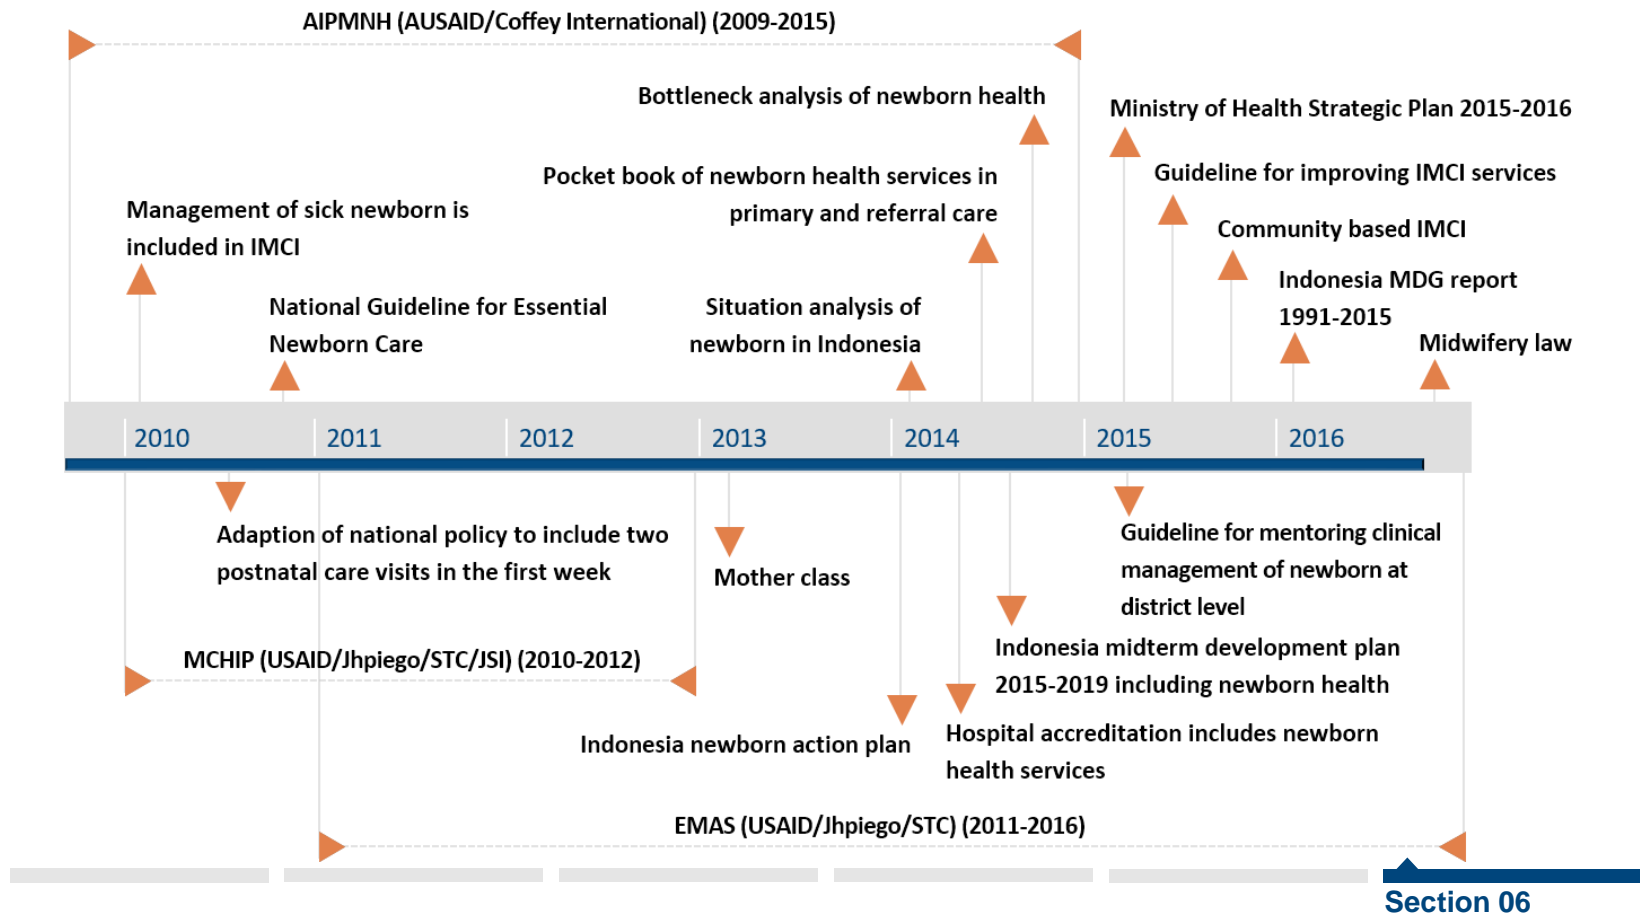 AIPMNH (AUSAID/Coffey International) (2009-2015)
Bottleneck analysis of newborn health
Ministry of Health Strategic Plan 2015-2016
Pocket book of newborn health services in
primary and referral care
Guideline for improving IMCI services
Management of sick newborn is
included in IMCI
Community based IMCI
National Guideline for Essential
Newborn Care
Situation analysis of
newborn in Indonesia
Indonesia MDG report
1991-2015
Midwifery law
2010 2011 2012 2013 2014 2015 2016
Adaption of national policy to include two
postnatal care visits in the first week
Mother class
Guideline for mentoring clinical
management of newborn at
district level
MCHIP (USAID/Jhpiego/STC/JSI) (2010-2012)
Indonesia midterm development plan
2015-2019 including newborn health
Indonesia newborn action plan
Hospital accreditation includes newborn
health services
EMAS (USAID/Jhpiego/STC) (2011-2016)
Section 06